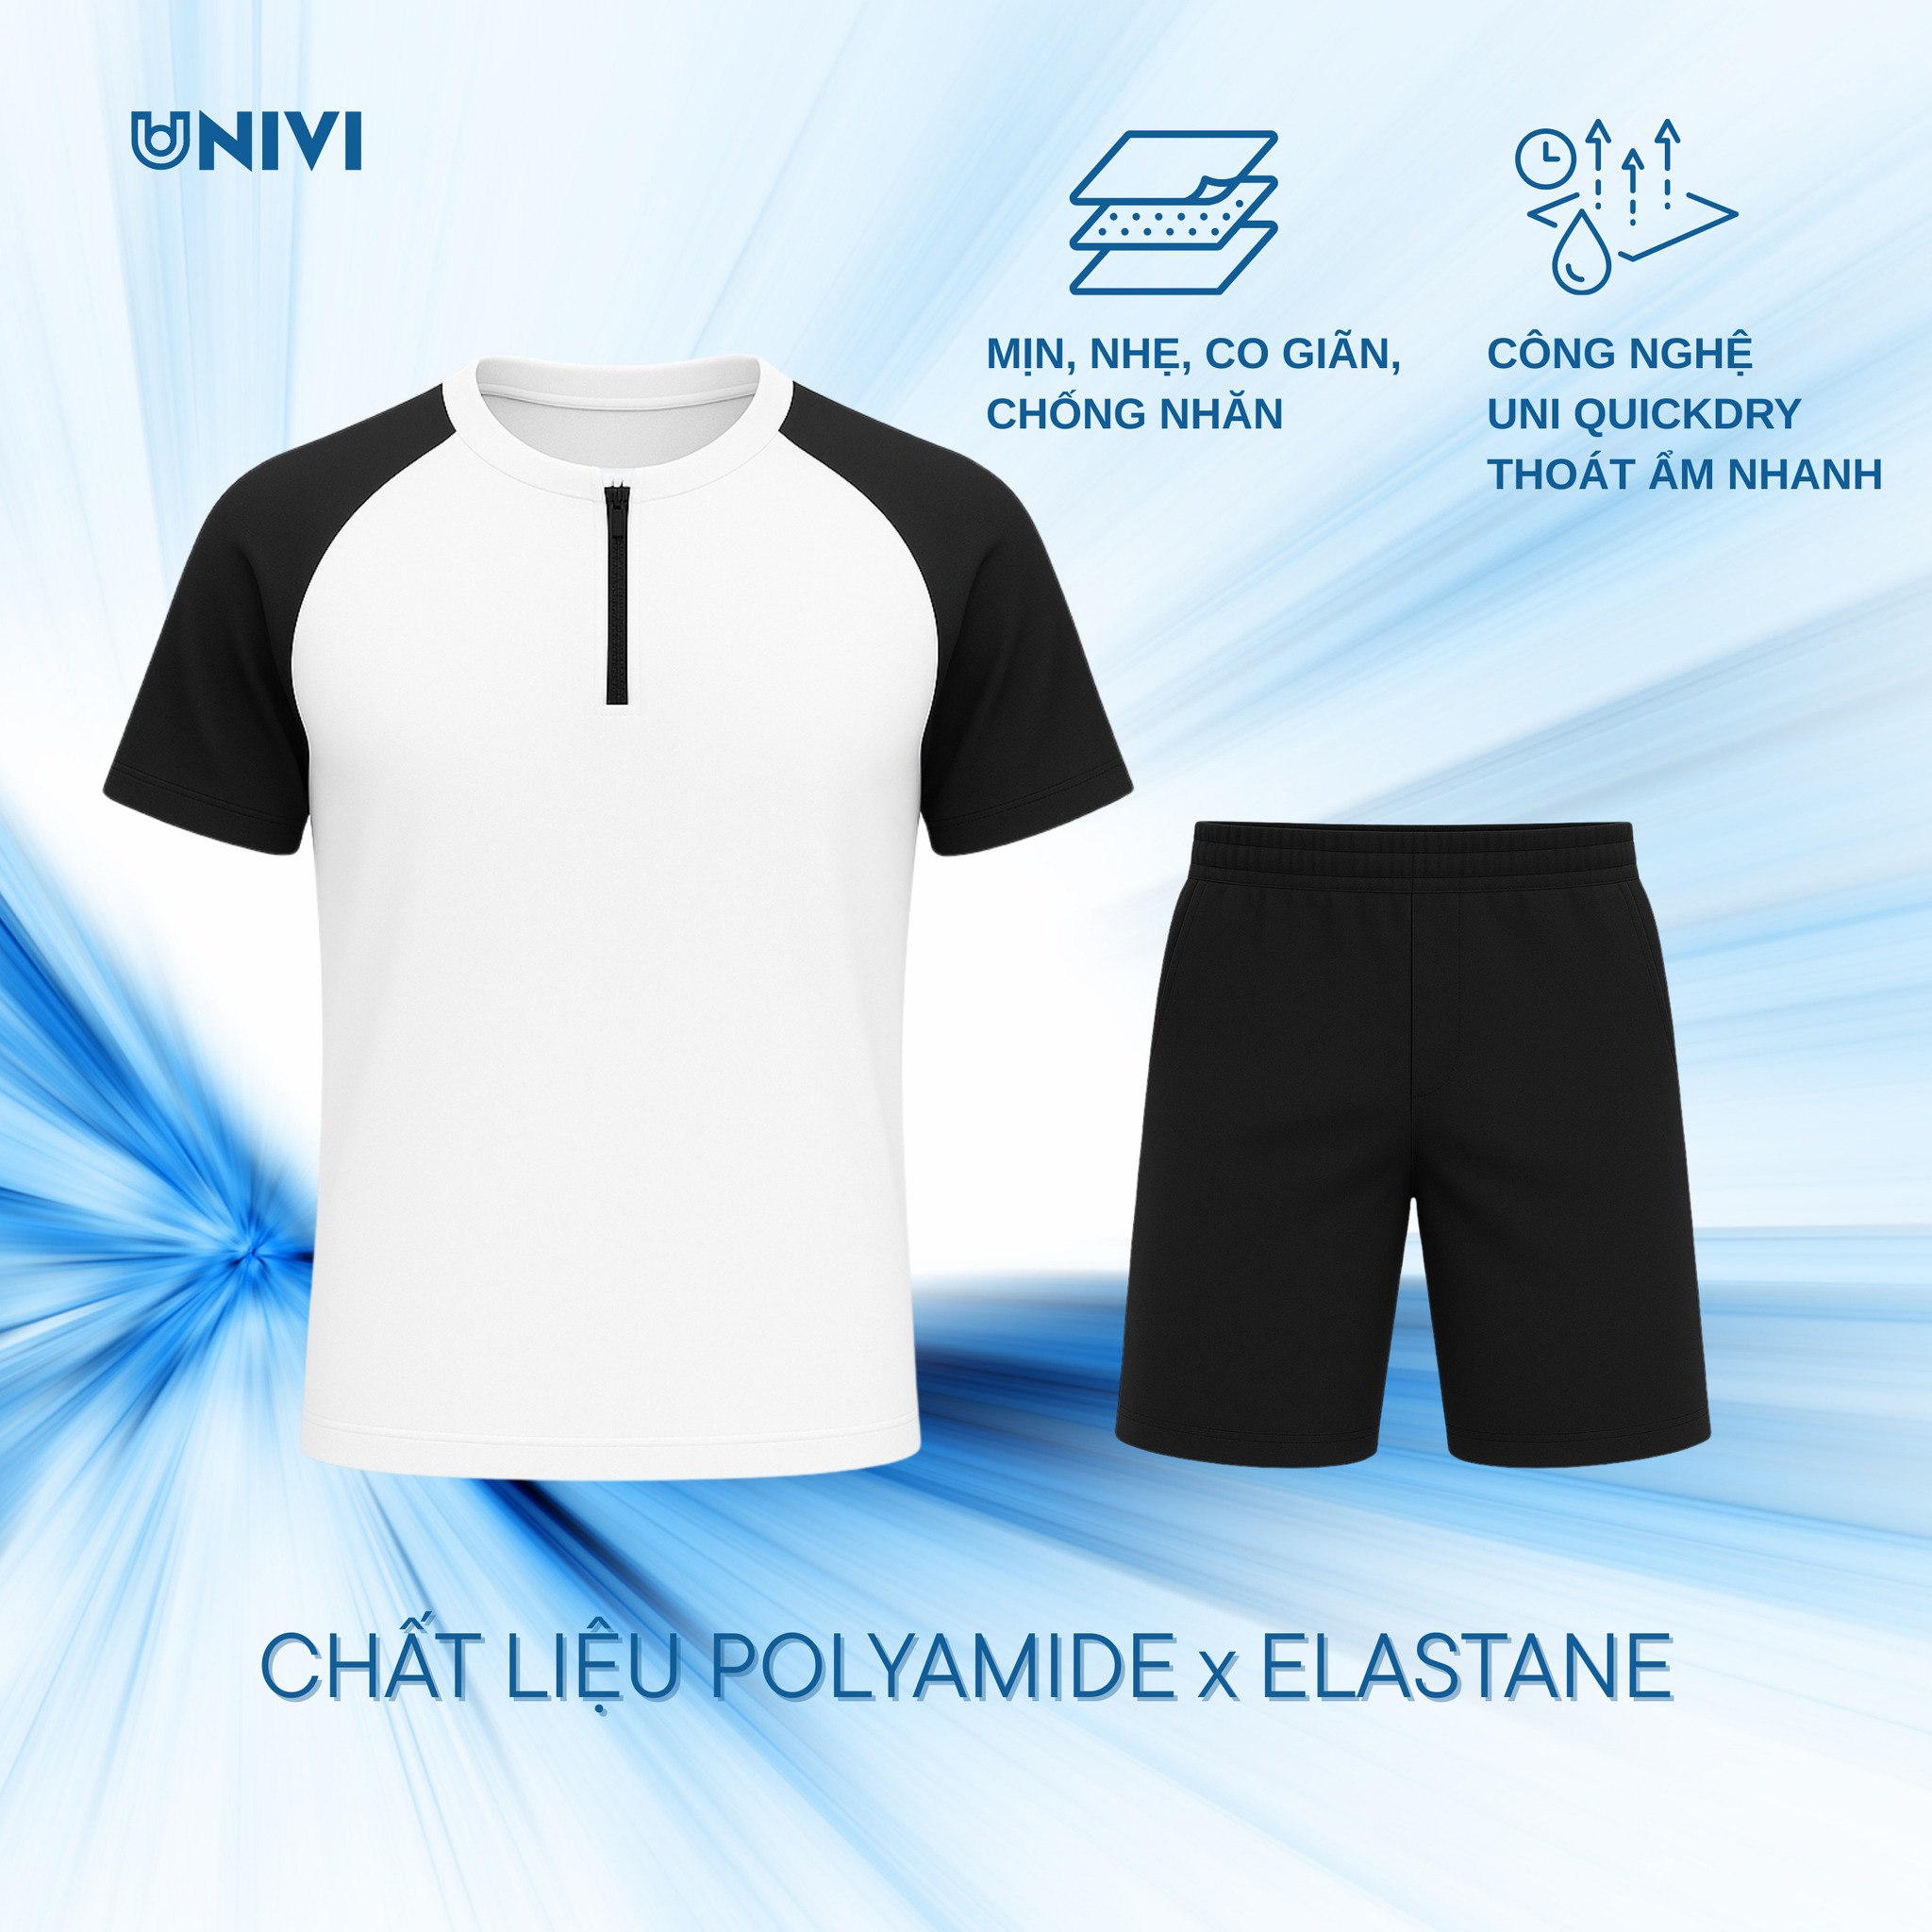 UNIVI
MỊN, NHẸ, CO GIÃN,
CHỐNG NHĂN
CÔNG NGHỆ
UNI QUICKDRY
THOÁT ẨM NHANH
CHẤT LIỆU POLYAMIDE x ELASTANE